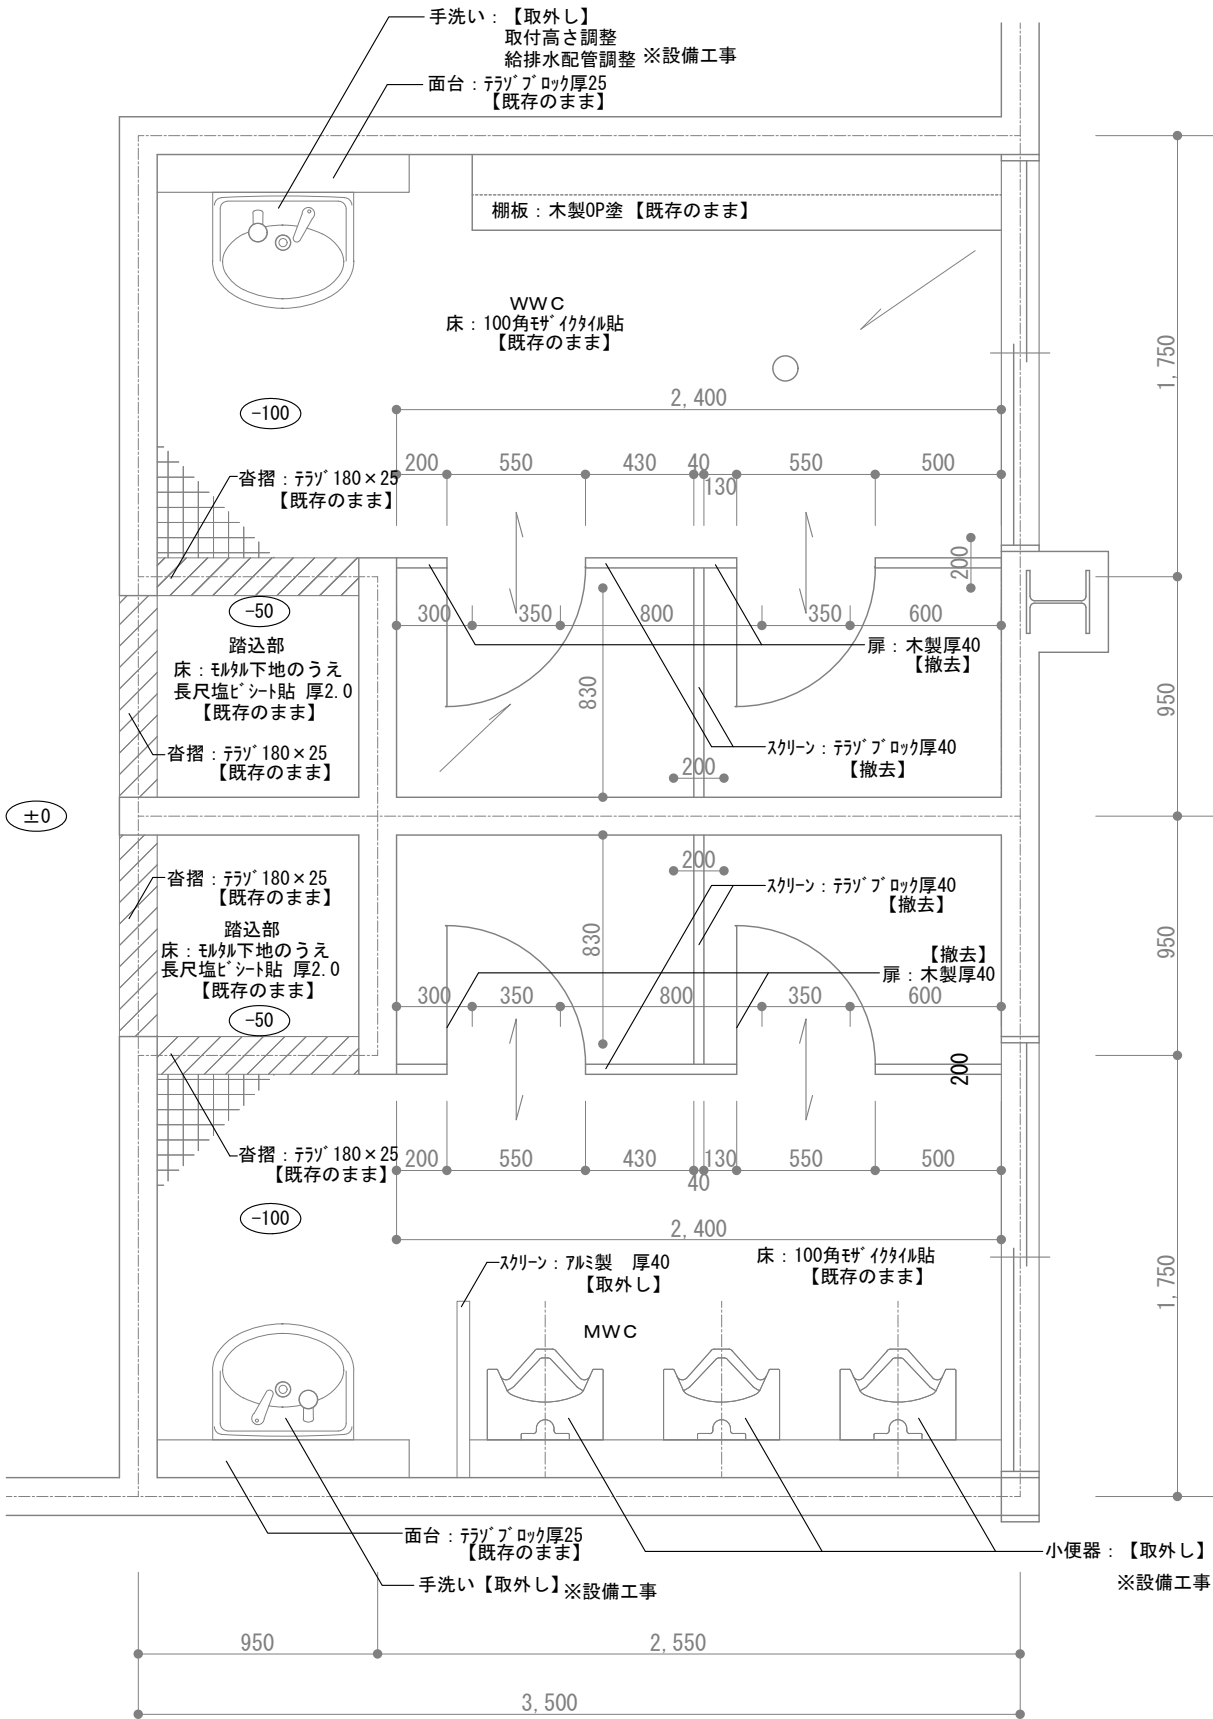 手洗い：【取外し】
取付高さ調整
給排水配管調整 ※設備工事
面台：ﾃﾗｿﾞﾌﾞﾛｯｸ厚25
【既存のまま】
棚板：木製OP塗【既存のまま】
WWC
床：100角ﾓｻﾞｲｸﾀｲﾙ貼
【既存のまま】
1,750
2,400
-100
200 550 430 40 550 500
130
沓摺：ﾃﾗｿﾞ180×25
【既存のまま】
200
-50
300 350 800 350 600
踏込部
床：ﾓﾙﾀﾙ下地のうえ
長尺塩ﾋﾞｼｰﾄ貼 厚2.0
【既存のまま】
扉：木製厚40
【撤去】
830
950
沓摺：ﾃﾗｿﾞ180×25
【既存のまま】
ｽｸﾘｰﾝ：ﾃﾗｿﾞﾌﾞﾛｯｸ厚40
【撤去】
200
±0
200
沓摺：ﾃﾗｿﾞ180×25
【既存のまま】
ｽｸﾘｰﾝ：ﾃﾗｿﾞﾌﾞﾛｯｸ厚40
【撤去】
踏込部
床：ﾓﾙﾀﾙ下地のうえ
長尺塩ﾋﾞｼｰﾄ貼 厚2.0
【既存のまま】
830
950
【撤去】
扉：木製厚40
300 350 800 350 600
-50
200
沓摺：ﾃﾗｿﾞ180×25
【既存のまま】
200 550 430 130 550 500
40
-100
2,400
ｽｸﾘｰﾝ：ｱﾙﾐ製　厚40
【取外し】
床：100角ﾓｻﾞｲｸﾀｲﾙ貼
【既存のまま】
1,750
MWC
面台：ﾃﾗｿﾞﾌﾞﾛｯｸ厚25
【既存のまま】
小便器：【取外し】
※設備工事
手洗い【取外し】※設備工事
950 2,550
3,500